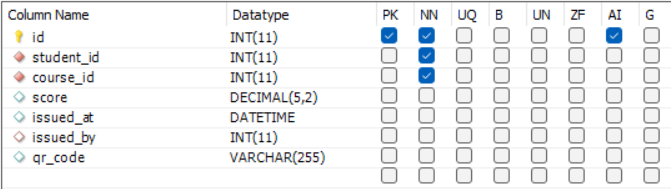 Column Name Datatype PK NN UQ B UN ZF AI G
id INT(11)
student_id INT(11)
course_id INT(11)
score DECIMAL(5,2)
issued_at DATETIME
issued_by INT(11)
qr_code VARCHAR(255)